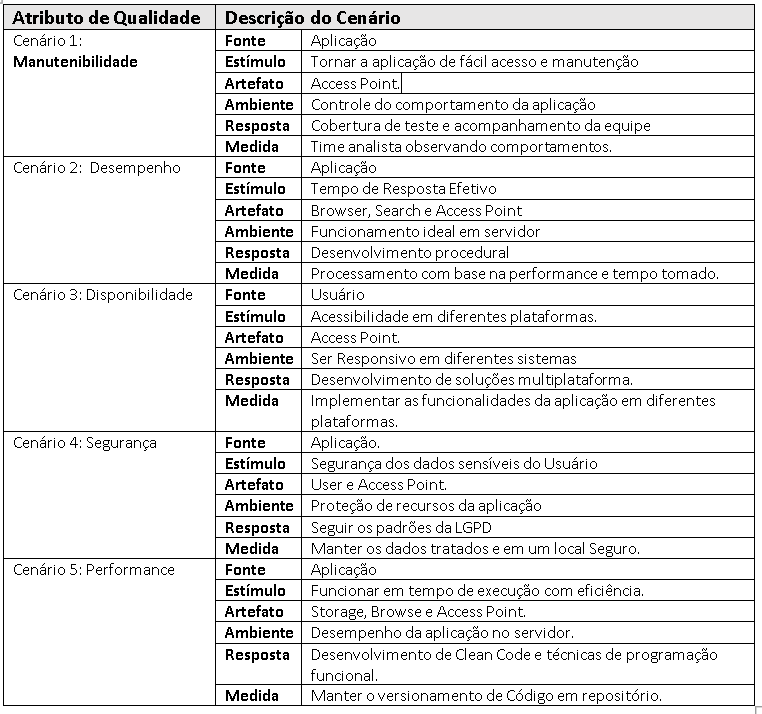 Atributo de Qualidade Descrição do Cenário
Cenário 1: Fonte Aplicação
Manutenibilidade Estímulo Tornar a aplicação de fácil acesso e manutenção
Artefato Access Point.
Ambiente Controle do comportamento da aplicação
Resposta Cobertura de teste e acompanhamento da equipe
Medida Time analista observando comportamentos.
Cenário 2: Desempenho Fonte Aplicação
Estímulo Tempo de Resposta Efetivo
Artefato Browser, Search e Access Point
Ambiente Funcionamento ideal em servidor
Resposta Desenvolvimento procedural
Medida Processamento com base na performance e tempo tomado.
Cenário 3: Disponibilidade Fonte Usuário
Estímulo Acessibilidade em diferentes plataformas.
Artefato Access Point.
Ambiente Ser Responsivo em diferentes sistemas
Resposta Desenvolvimento de soluções multiplataforma.
Medida Implementar as funcionalidades da aplicação em diferentes
plataformas.
Cenário 4: Segurança Fonte Aplicação.
Estímulo Segurança dos dados sensíveis do Usuário
Artefato User e Access Point.
Ambiente Proteção de recursos da aplicação
Resposta Seguir os padrões da LGPD
Medida Manter os dados tratados e em um local Seguro.
Cenário 5: Performance Fonte Aplicação
Estímulo Funcionar em tempo de execução com eficiência.
Artefato Storage, Browse e Access Point.
Ambiente Desempenho da aplicação no servidor.
Resposta Desenvolvimento de Clean Code e técnicas de programação
funcional.
Medida Manter o versionamento de Código em repositório.